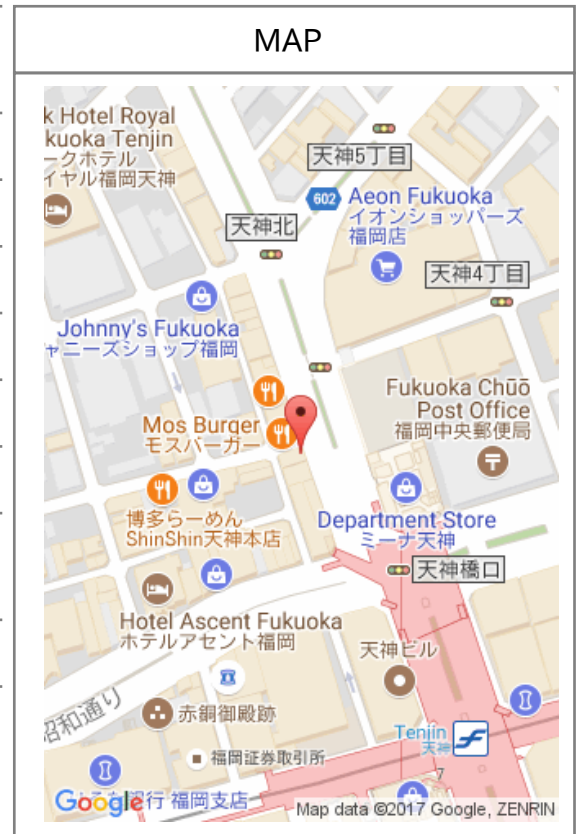 MAP
k Hotel Royal
kuoka Tenjin
ークホテル
イヤル福岡天神
天神5丁目
602
Aeon Fukuoka
イオンショッパーズ
福岡店
天神北
天神4丁目
Johnny's Fukuoka
ャニーズショップ福岡
Fukuoka Chūō
Post Office
福岡中央郵便局
Mos Burger
モスバーガー
博多らーめん
ShinShin天神本店
Department Store
ミーナ天神
天神橋口
Hotel Ascent Fukuoka
ホテルアセント福岡
天神ビル
昭和通り
赤銅御殿跡
Tenjin
天神
福岡証券取引所
7
Google
行 福岡支店
Map data ©2017 Google, ZENRIN